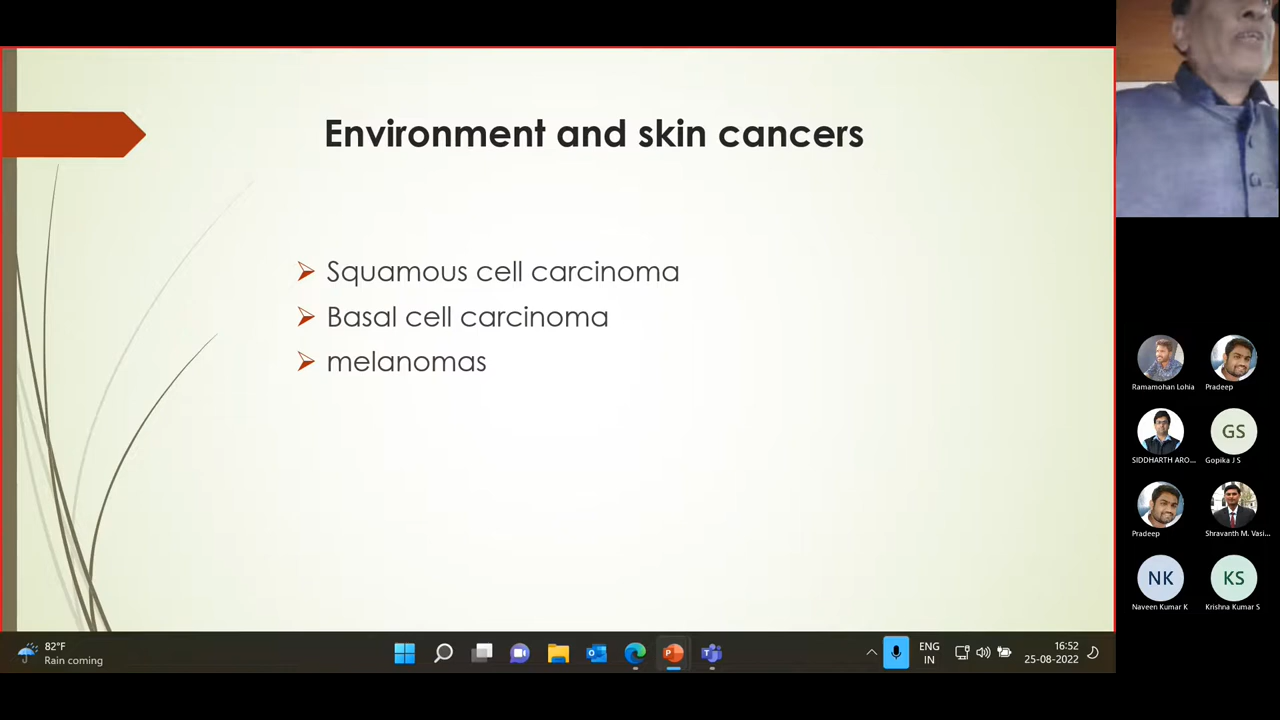 Environment and skin cancers
Squamous cell carcinoma
Basal cell carcinoma
melanomas
Ramamohan Lohia
Pradeep
SIDDHARTH ARO...
GS
Gopika J S
Pradeep
Shravanth M. Vasi...
NK
KS
Naveen Kumar K
Krishna Kumar S
82°F
Rain coming
ENG
IN
16:52
25-08-2022